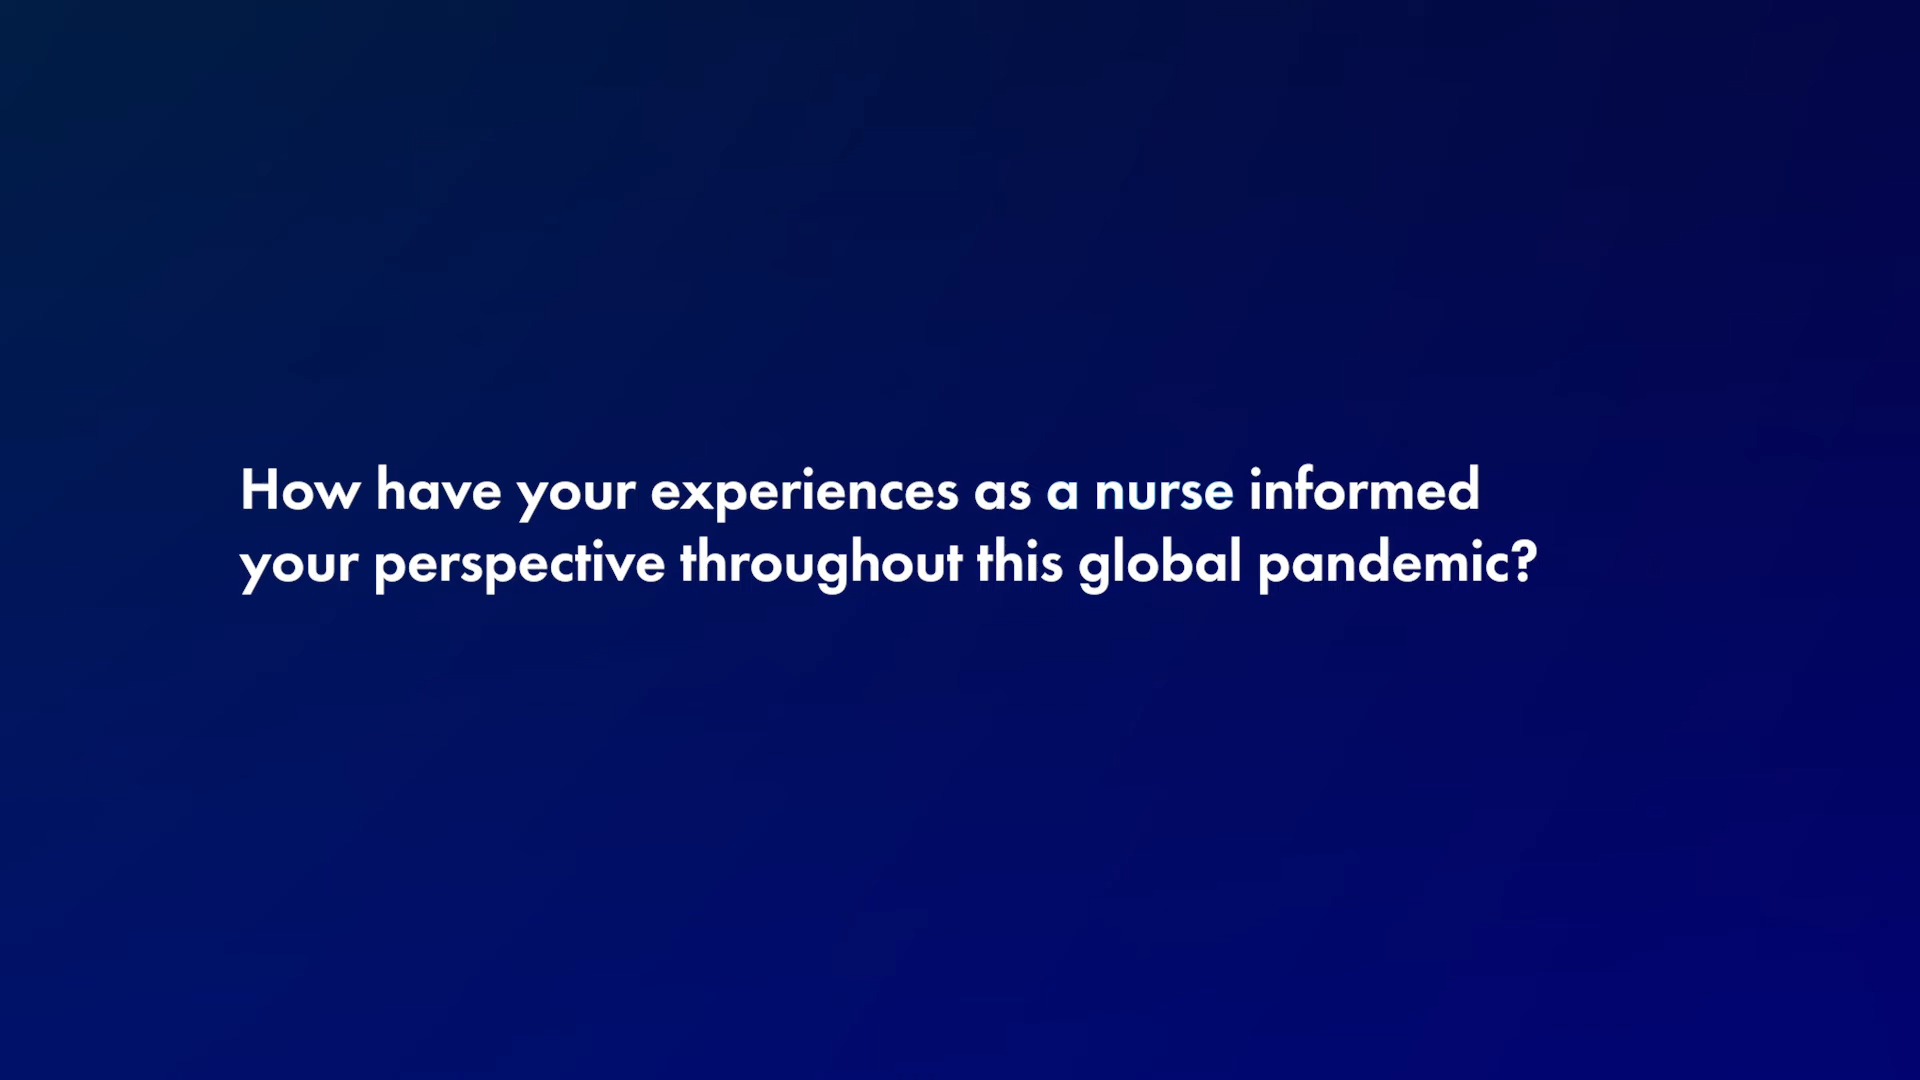 How have your experiences as a nurse informed
your perspective throughout this global pandemic?